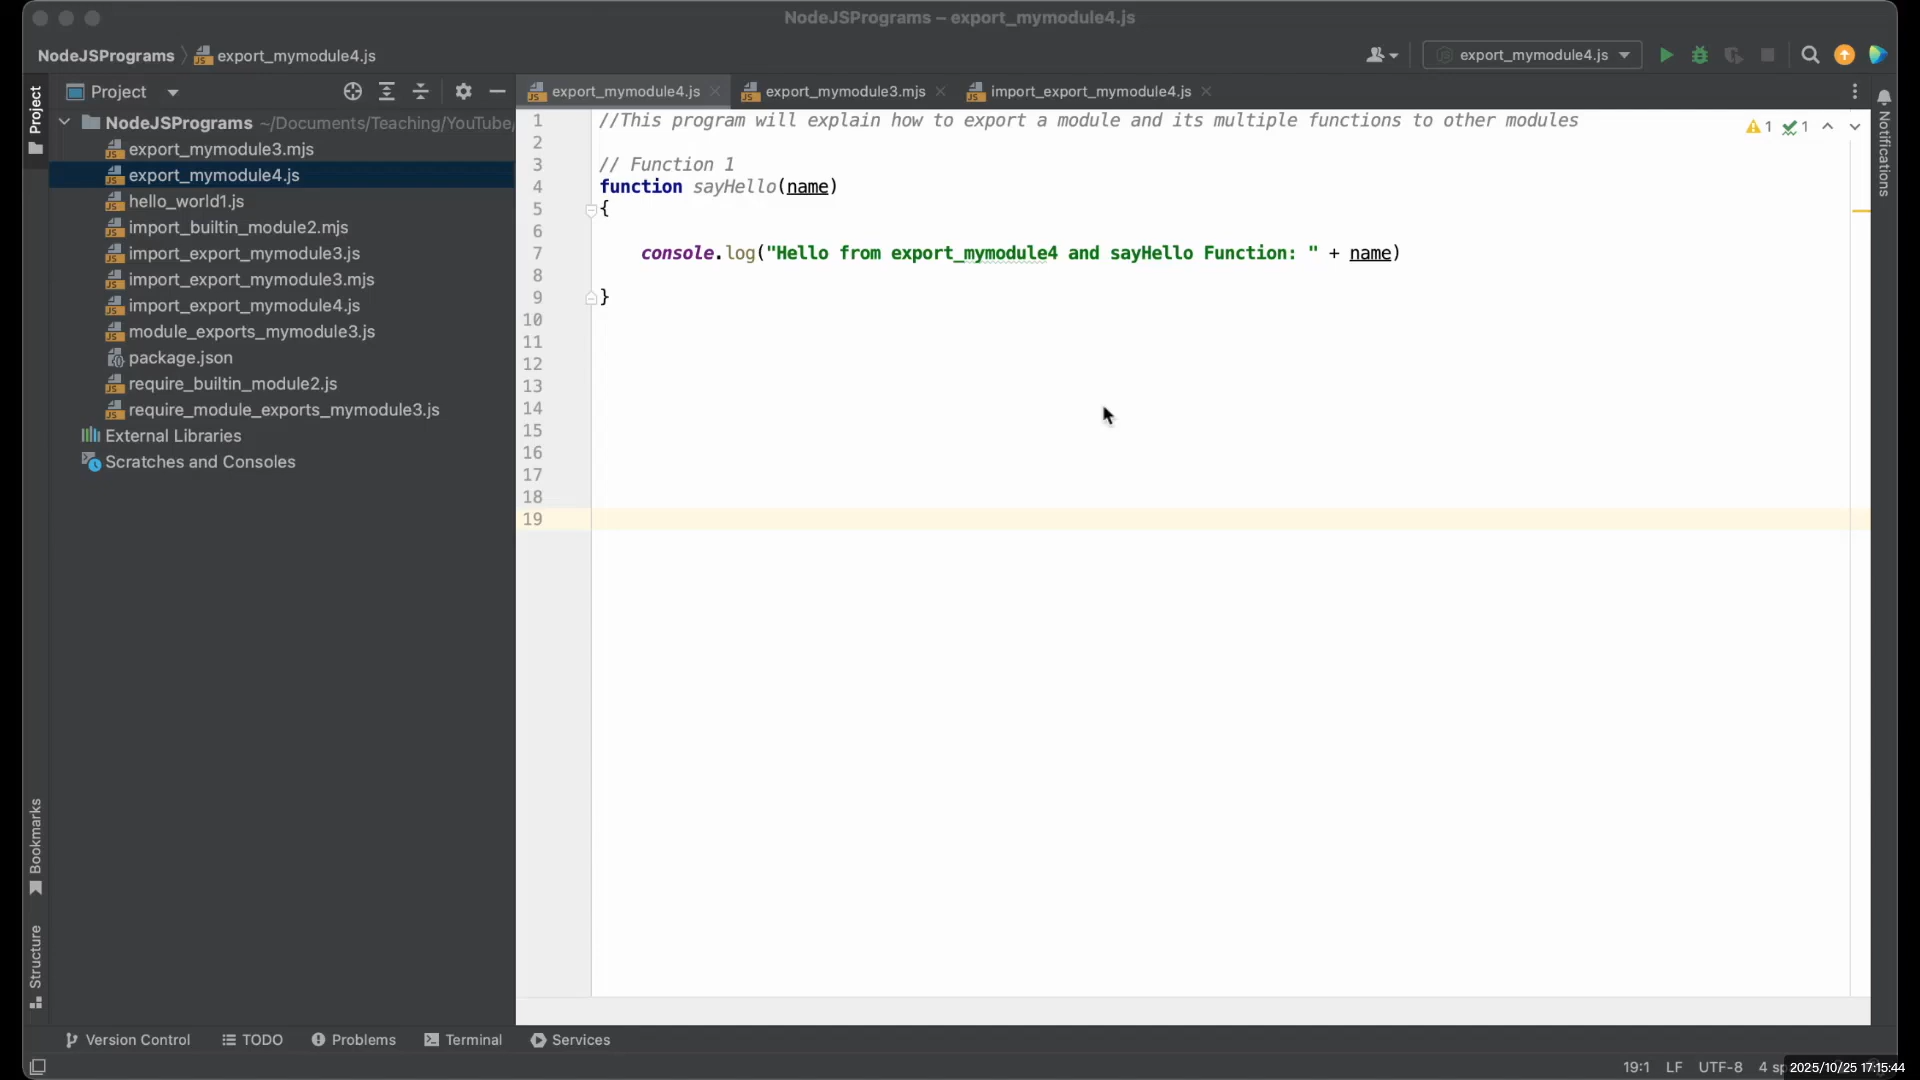 NodeJSPrograms – export_mymodule4.js
NodeJSPrograms export_mymodule4.js
export_mymodule4.js
Project
export_mymodule4.js export_mymodule3.mjs import_export_mymodule4.js
Project
Notifications
NodeJSPrograms ~/Documents/Teaching/YouTube/
export_mymodule3.mjs
export_mymodule4.js
hello_world1.js
import_builtin_module2.mjs
import_export_mymodule3.js
import_export_mymodule3.mjs
import_export_mymodule4.js
module_exports_mymodule3.js
package.json
require_builtin_module2.js
require_module_exports_mymodule3.js
External Libraries
Scratches and Consoles
1 //This program will explain how to export a module and its multiple functions to other modules
1 1
2
3 // Function 1
4 function sayHello(name)
5 {
6
7 console.log("Hello from export_mymodule4 and sayHello Function: " + name)
8
9 }
10
11
12
13
14
15
16
17
18
19
Bookmarks
Structure
Version Control TODO Problems Terminal Services
19:1 LF UTF-8 4 sp
2025/10/25 17:15:44